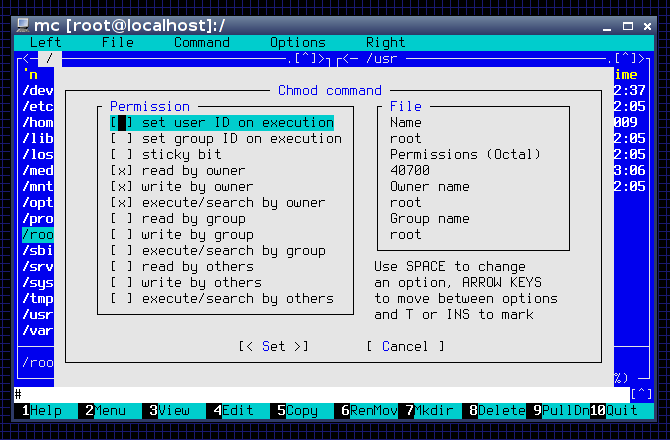 mc [root@localhost]:/
Left File Command Options Right
<─ / .[^]> <─ /usr .[^]>
'n ime
Chmod command
/dev 2:37
/etc 2:05
/hom 009
/lib 2:05
/los 2:05
/med 3:06
/mnt 2:05
/opt
/pro
/roo
/sbi
/srv
/sys
/tmp
/usr
/var
Permission
[ ] set user ID on execution
[ ] set group ID on execution
[ ] sticky bit
[x] read by owner
[x] write by owner
[x] execute/search by owner
[ ] read by group
[ ] write by group
[ ] execute/search by group
[ ] read by others
[ ] write by others
[ ] execute/search by others
File
Name
root
Permissions (Octal)
40700
Owner name
root
Group name
root
Use SPACE to change
an option, ARROW KEYS
to move between options
and T or INS to mark
[< Set >] [ Cancel ]
/roo %)
# [^]
1Help 2Menu 3View 4Edit 5Copy 6RenMov 7Mkdir 8Delete 9PullDn 10Quit